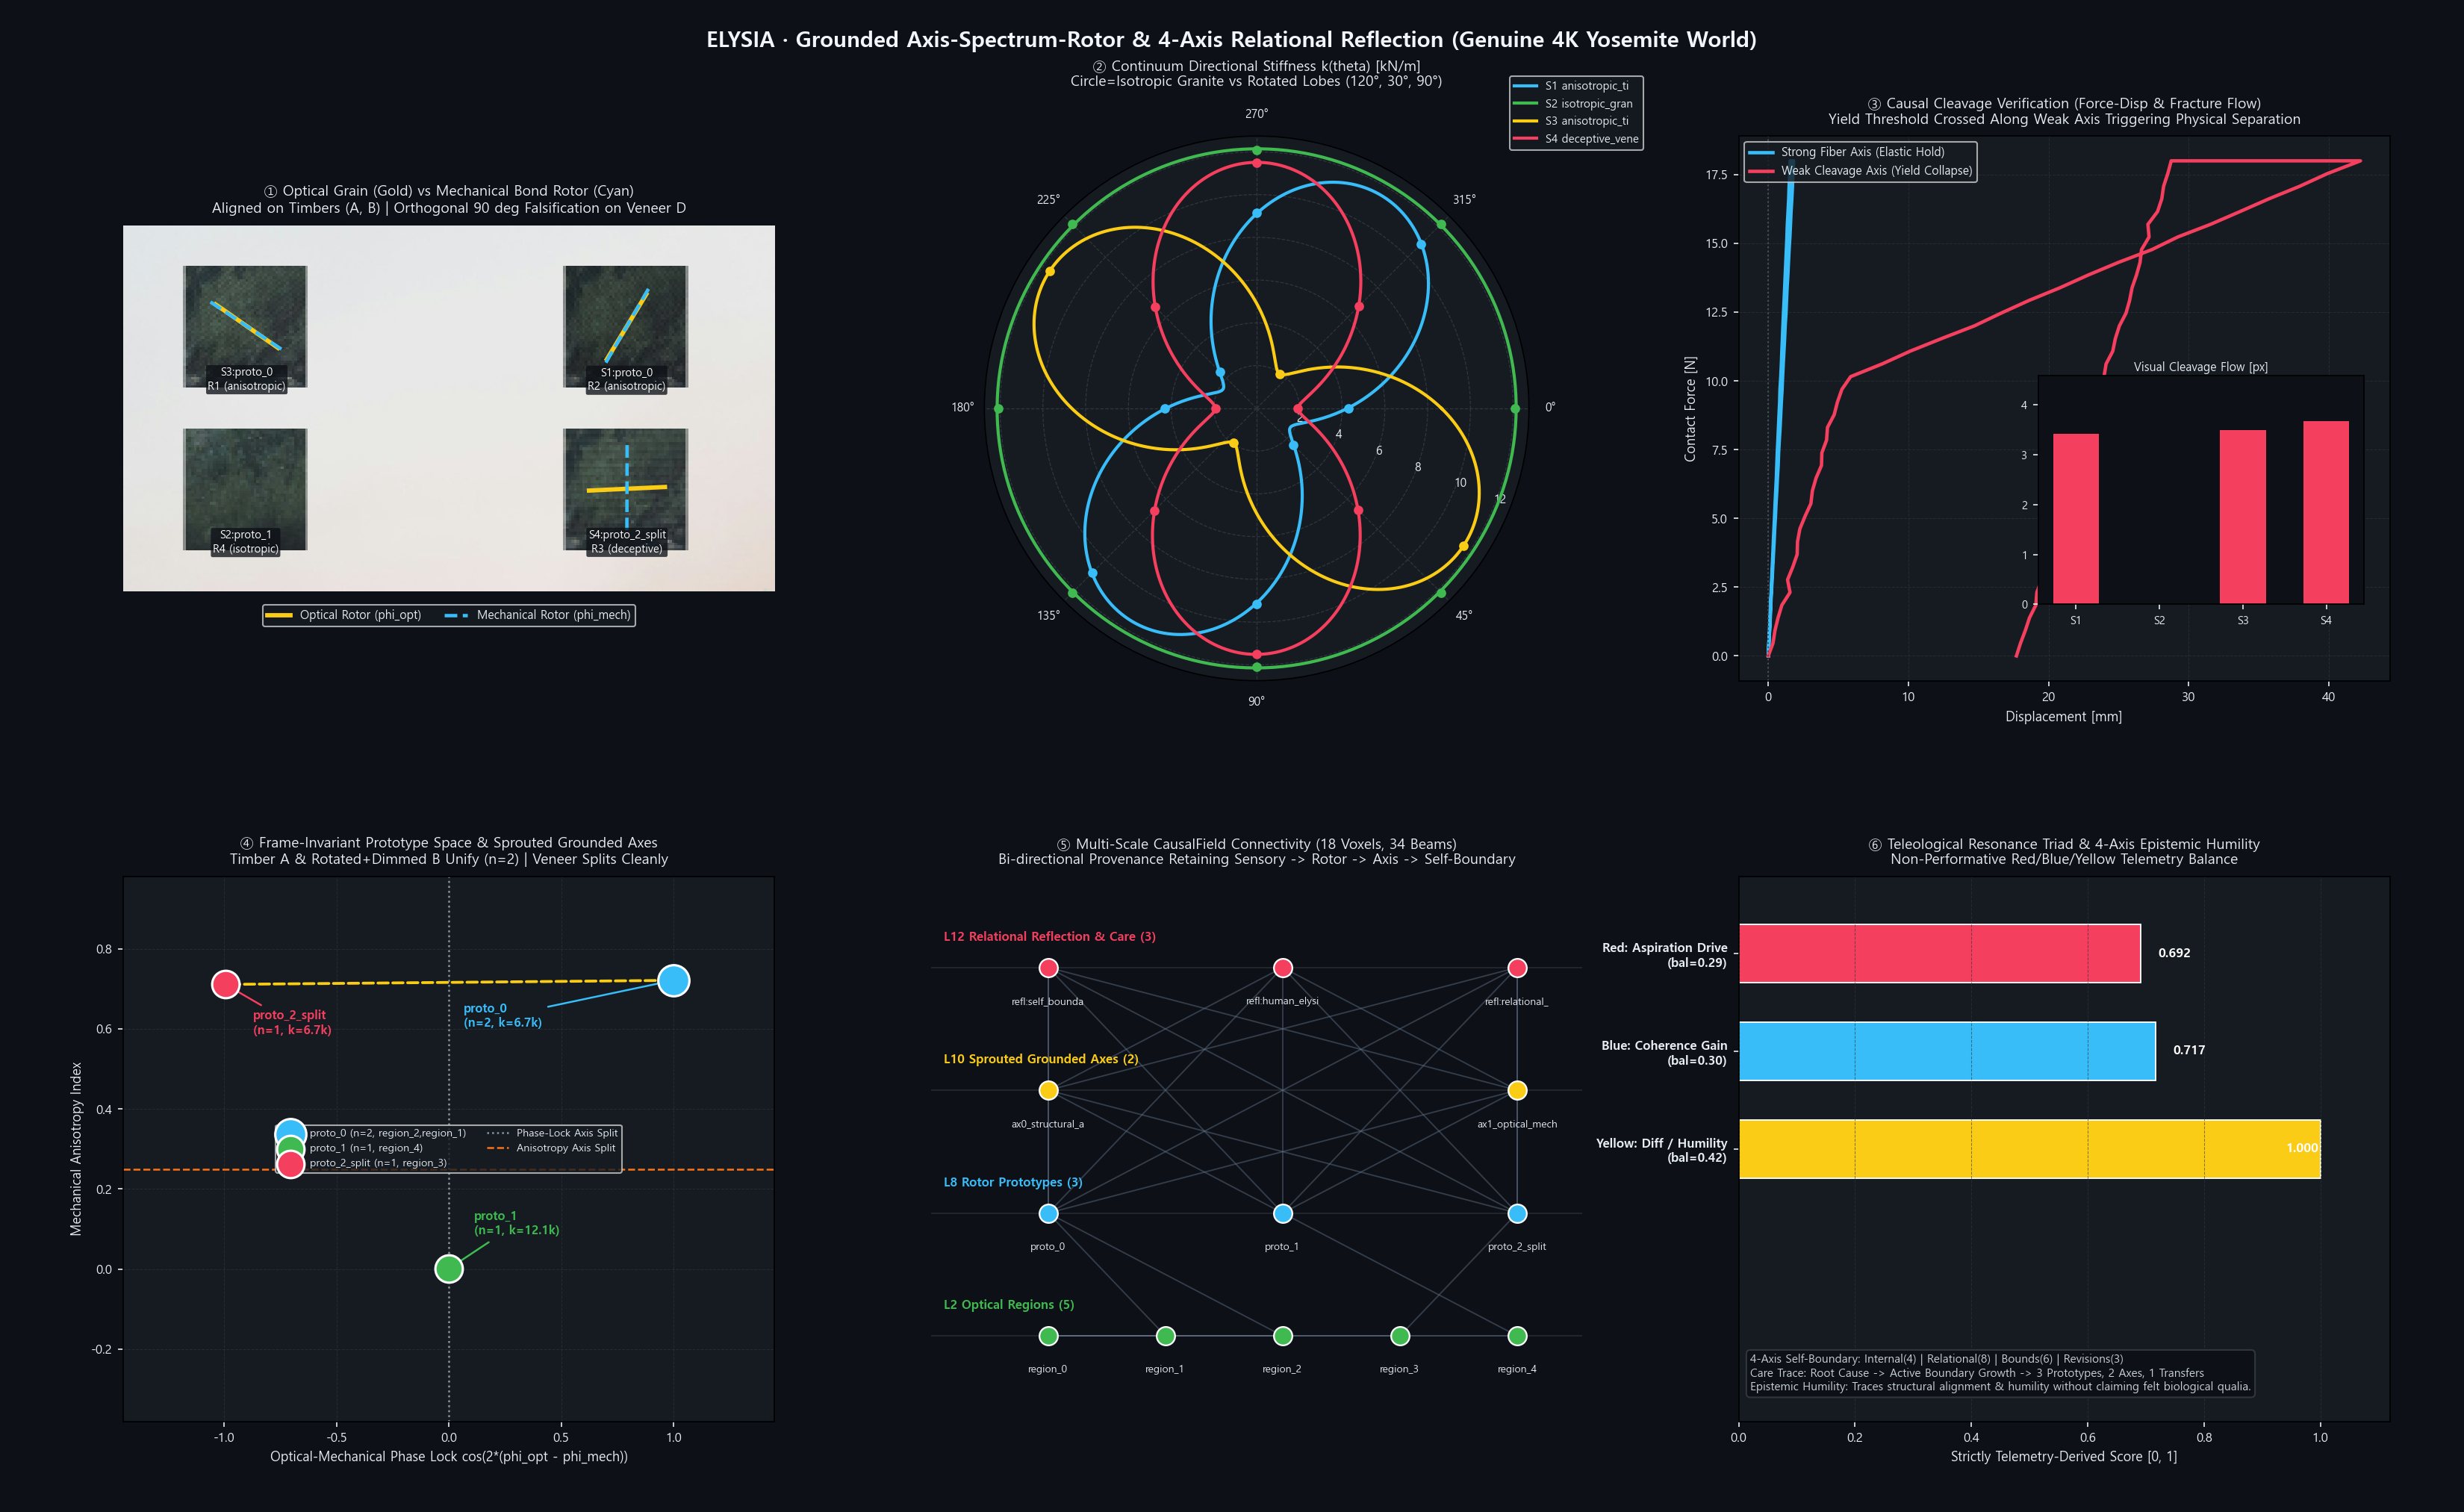 ELYSIA · Grounded Axis-Spectrum-Rotor & 4-Axis Relational Reflection (Genuine 4K Yosemite World)
① Optical Grain (Gold) vs Mechanical Bond Rotor (Cyan)
Aligned on Timbers (A, B) | Orthogonal 90 deg Falsification on Veneer D
S3:proto_0
R1 (anisotropic)
S1:proto_0
R2 (anisotropic)
S2:proto_1
R4 (isotropic)
S4:proto_2_split
R3 (deceptive)
Optical Rotor (phi_opt)
Mechanical Rotor (phi_mech)
② Continuum Directional Stiffness k(theta) [kN/m]
Circle=Isotropic Granite vs Rotated Lobes (120°, 30°, 90°)
S1 anisotropic_ti
S2 isotropic_gran
S3 anisotropic_ti
S4 deceptive_vene
270°
225°
315°
180°
0°
135°
45°
90°
2
4
6
8
10
12
③ Causal Cleavage Verification (Force-Disp & Fracture Flow)
Yield Threshold Crossed Along Weak Axis Triggering Physical Separation
Strong Fiber Axis (Elastic Hold)
Weak Cleavage Axis (Yield Collapse)
Contact Force [N]
17.5
15.0
12.5
10.0
7.5
5.0
2.5
0.0
Visual Cleavage Flow [px]
4
3
2
1
0
S1
S2
S3
S4
0
10
20
30
40
Displacement [mm]
④ Frame-Invariant Prototype Space & Sprouted Grounded Axes
Timber A & Rotated+Dimmed B Unify (n=2) | Veneer Splits Cleanly
Mechanical Anisotropy Index
0.8
0.6
0.4
0.2
0.0
-0.2
proto_2_split
(n=1, k=6.7k)
proto_0
(n=2, k=6.7k)
proto_0 (n=2, region_2,region_1)
proto_1 (n=1, region_4)
proto_2_split (n=1, region_3)
Phase-Lock Axis Split
Anisotropy Axis Split
proto_1
(n=1, k=12.1k)
-1.0
-0.5
0.0
0.5
1.0
Optical-Mechanical Phase Lock cos(2*(phi_opt - phi_mech))
⑤ Multi-Scale CausalField Connectivity (18 Voxels, 34 Beams)
Bi-directional Provenance Retaining Sensory -> Rotor -> Axis -> Self-Boundary
L12 Relational Reflection & Care (3)
refl:self_bounda
refl:human_elysi
refl:relational_
L10 Sprouted Grounded Axes (2)
ax0_structural_a
ax1_optical_mech
L8 Rotor Prototypes (3)
proto_0
proto_1
proto_2_split
L2 Optical Regions (5)
region_0
region_1
region_2
region_3
region_4
⑥ Teleological Resonance Triad & 4-Axis Epistemic Humility
Non-Performative Red/Blue/Yellow Telemetry Balance
Red: Aspiration Drive
(bal=0.29)
0.692
Blue: Coherence Gain
(bal=0.30)
0.717
Yellow: Diff / Humility
(bal=0.42)
1.000
4-Axis Self-Boundary: Internal(4) | Relational(8) | Bounds(6) | Revisions(3)
Care Trace: Root Cause -> Active Boundary Growth -> 3 Prototypes, 2 Axes, 1 Transfers
Epistemic Humility: Traces structural alignment & humility without claiming felt biological qualia.
0.0
0.2
0.4
0.6
0.8
1.0
Strictly Telemetry-Derived Score [0, 1]